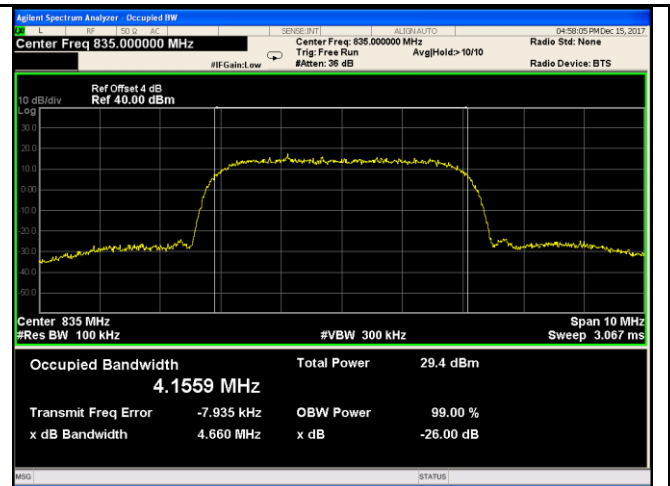 Agilent Spectrum Analyzer - Occupied BW
L RF 50 Ω AC SENSE:INT ALIGN AUTO 04:58:05 PM Dec 15, 2017
Center Freq 835.000000 MHz Center Freq: 835.000000 MHz Radio Std: None
Trig: Free Run Avg|Hold:> 10/10
#IFGain:Low #Atten: 36 dB Radio Device: BTS
Ref Offset 4 dB
10 dB/div Ref 40.00 dBm
Log
30.0
20.0
10.0
0.00
-10.0
-20.0
-30.0
-40.0
-50.0
Center 835 MHz Span 10 MHz
#Res BW 100 kHz #VBW 300 kHz Sweep 3.067 ms
Occupied Bandwidth Total Power 29.4 dBm
4.1559 MHz
Transmit Freq Error -7.935 kHz OBW Power 99.00 %
x dB Bandwidth 4.660 MHz x dB -26.00 dB
MSG STATUS